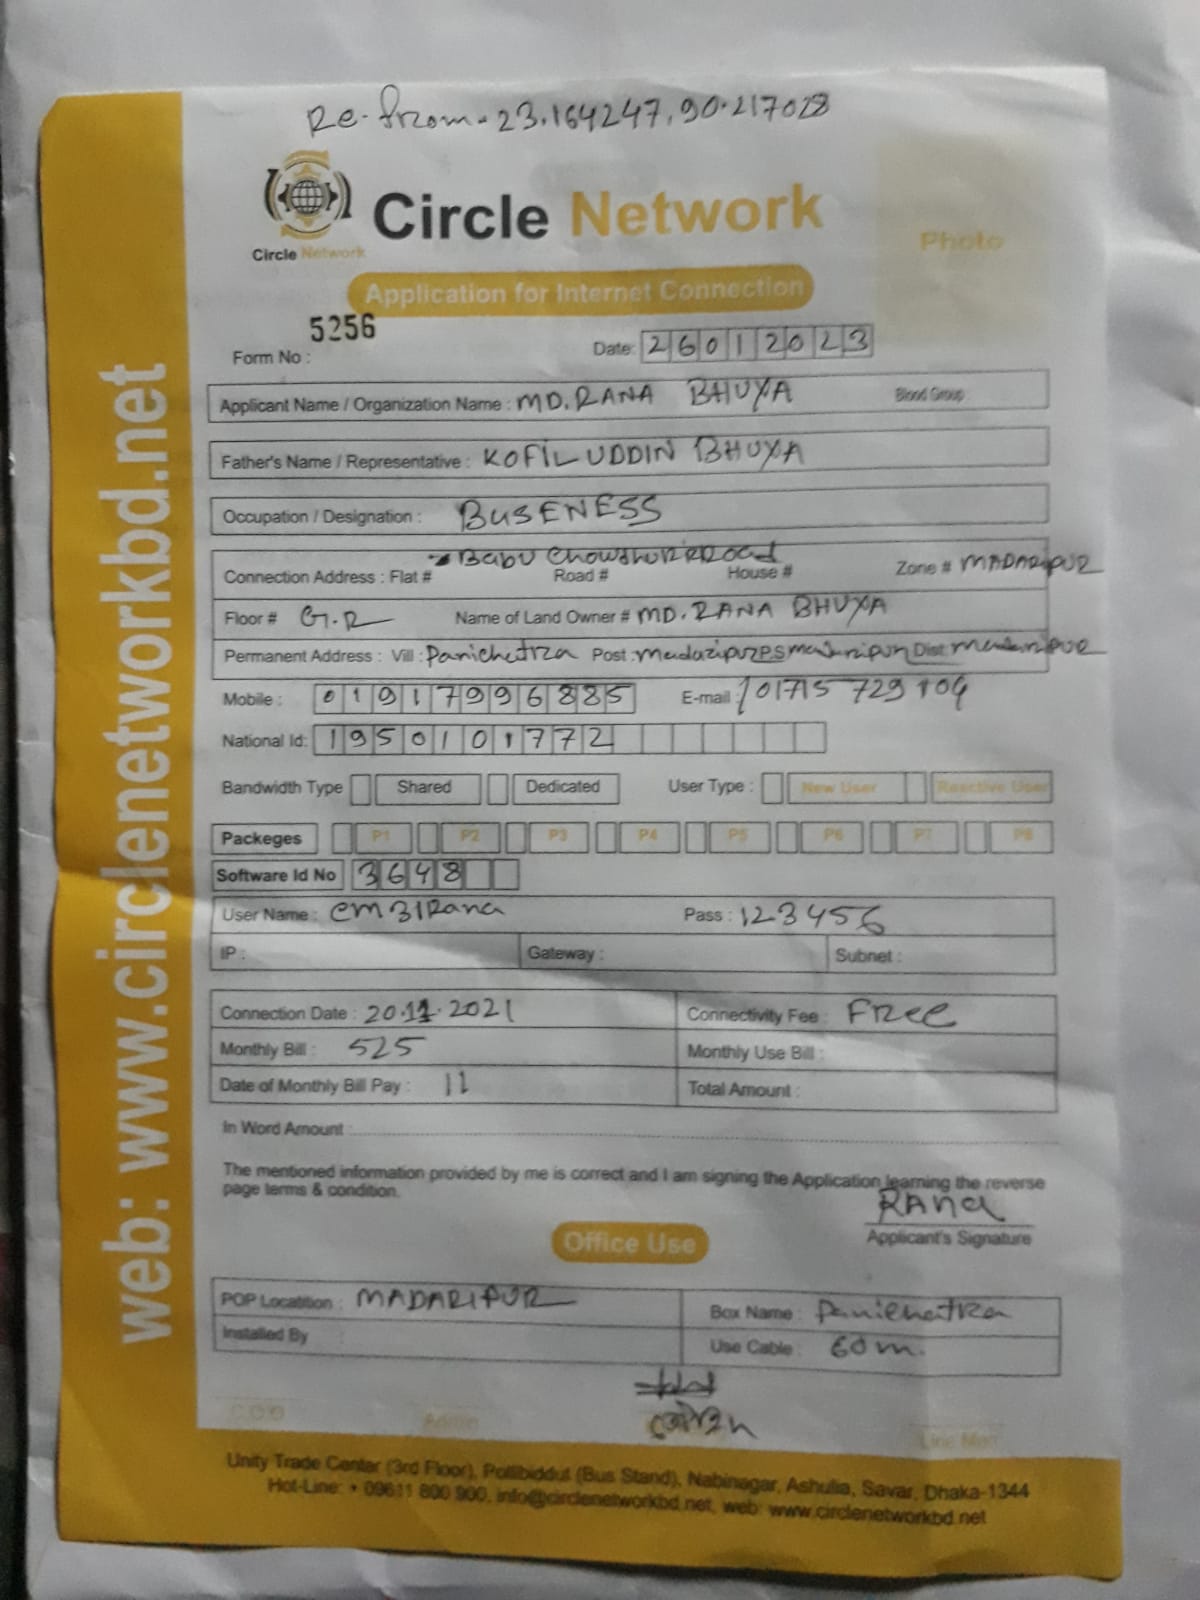 Re-from-23.164247,90.217028
Circle Network
Circle Network
Photo
Application for Internet Connection
5256
Form No :
Date: 26012023
Applicant Name / Organization Name : MD. RANA BHUYA Blood Group
Father's Name / Representative : KOFILUDDIN BHUYA
Occupation / Designation : BUSENESS
Babu Chowdhuri Road
Connection Address : Flat # Road # House # Zone # MADARIPUR
Floor # G.R Name of Land Owner # MD. RANA BHUYA
Permanent Address : Vill : Panichatra Post : Madaripur PS Madaripur Dist Madaripur
Mobile : 01917996885 E-mail : / 01715 729 104
National Id: 1950101772
Bandwidth Type Shared Dedicated User Type : New User Reactive User
Packeges P1 P2 P3 P4 P5 P6 P7 P8
Software Id No 3648
User Name : cm31Rana Pass : 123456
IP : Gateway : Subnet :
Connection Date : 20.11.2021 Connectivity Fee : Free
Monthly Bill : 525 Monthly Use Bill :
Date of Monthly Bill Pay : 11 Total Amount :
In Word Amount :
The mentioned information provided by me is correct and I am signing the Application learning the reverse
page terms & condition.
RANA
Applicant's Signature
Office Use
POP Locatition : MADARIPUR Box Name : Panichatra
Installed By : Use Cable : 60m.
C.O.O Admin Line Man
Unity Trade Center (3rd Floor), Pollibiddut (Bus Stand), Nabinagar, Ashulia, Savar, Dhaka-1344
Hot-Line: • 09611 800 900, info@circlenetworkbd.net, web: www.circlenetworkbd.net
web: www.circlenetworkbd.net